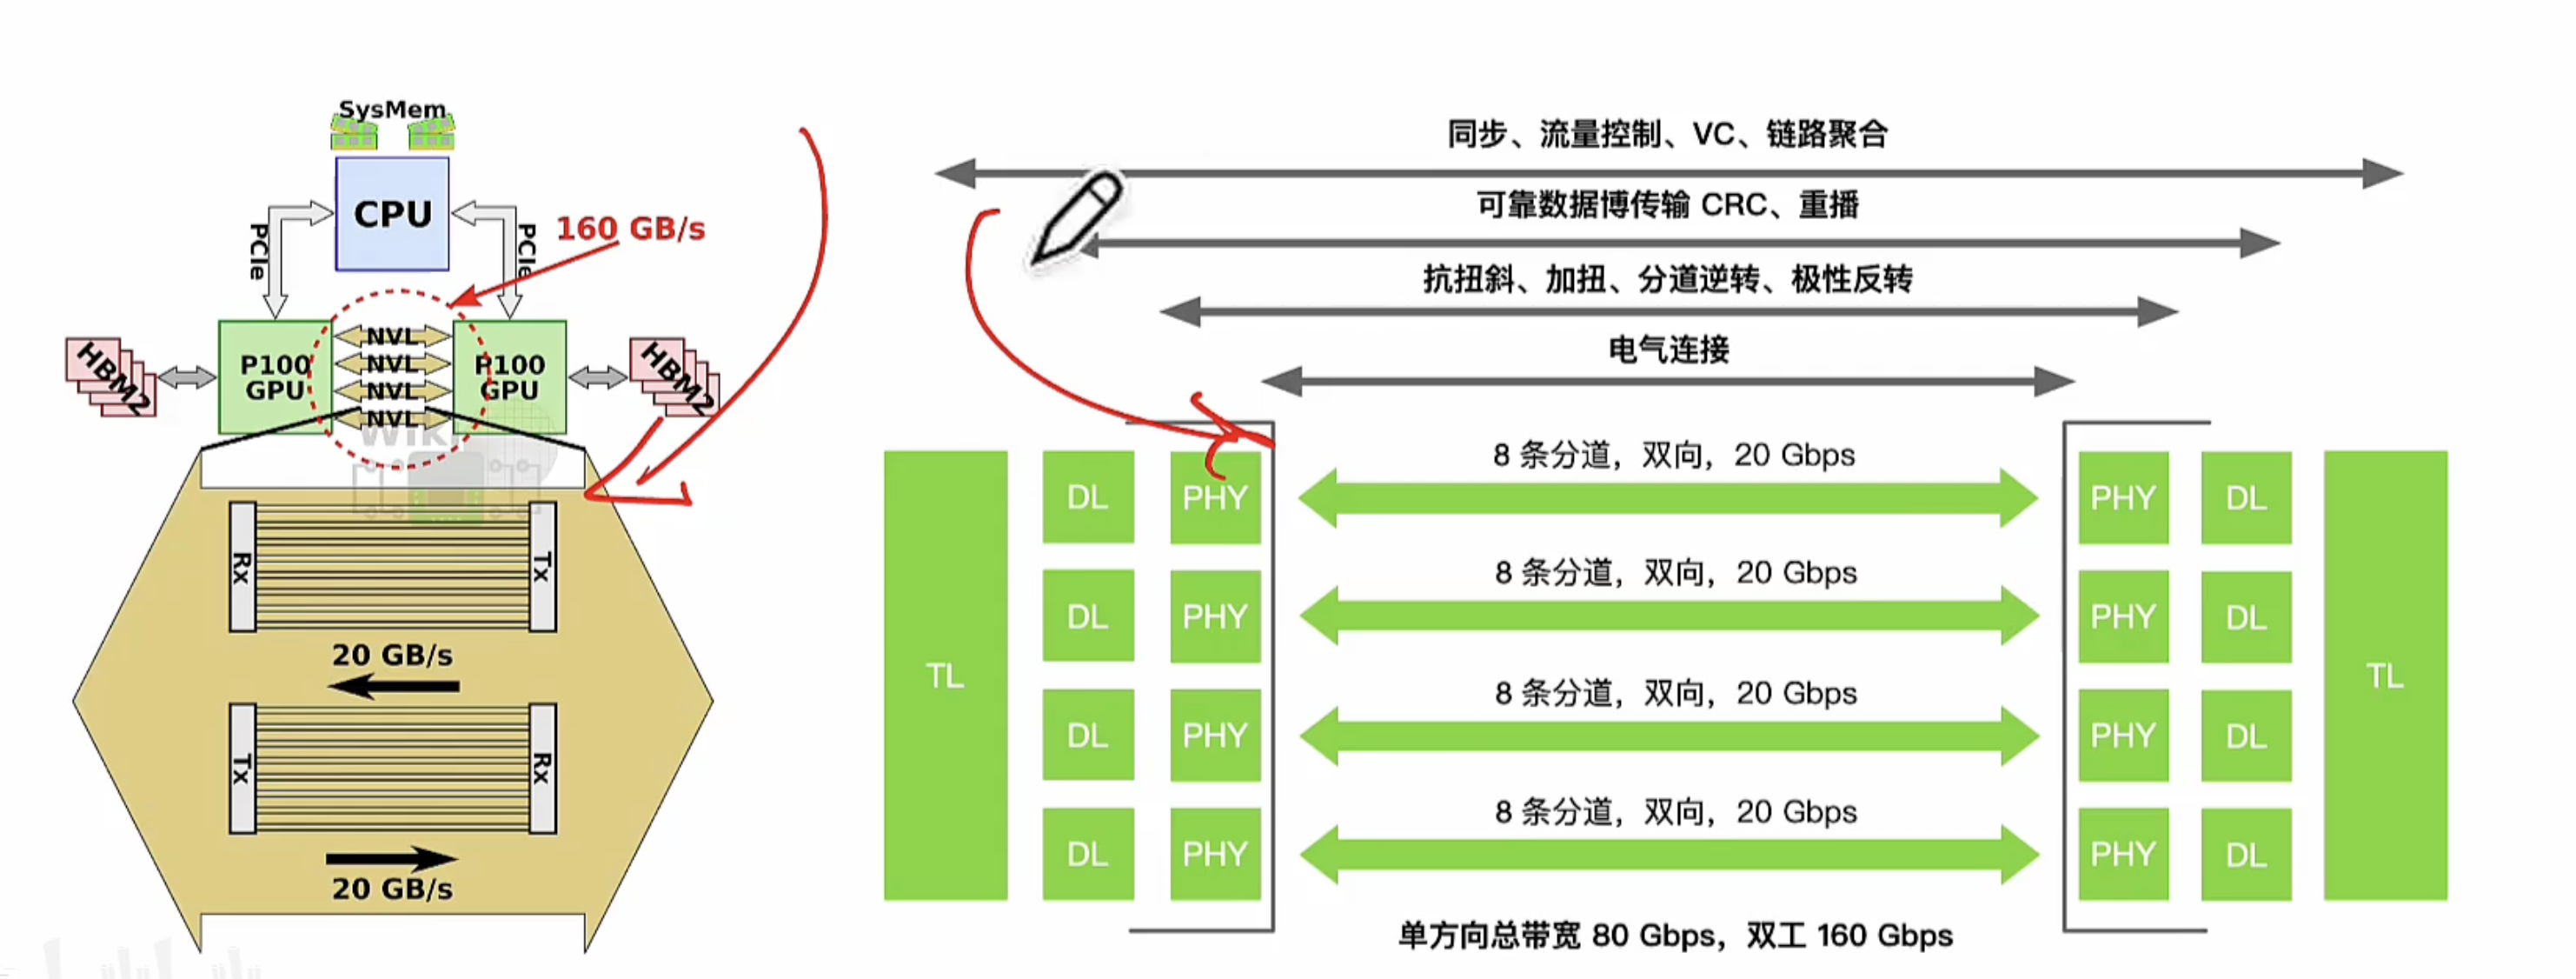 SysMem
CPU
PCIe
PCIe
160 GB/s
NVL
NVL
NVL
NVL
P100
GPU
P100
GPU
HBM2
HBM2
Rx
Tx
20 GB/s
Tx
Rx
20 GB/s
同步、流量控制、VC、链路聚合
可靠数据博传输 CRC、重播
抗扭斜、加扭、分道逆转、极性反转
电气连接
TL
DL
PHY
8 条分道，双向，20 Gbps
PHY
DL
TL
DL
PHY
8 条分道，双向，20 Gbps
PHY
DL
DL
PHY
8 条分道，双向，20 Gbps
PHY
DL
DL
PHY
8 条分道，双向，20 Gbps
PHY
DL
单方向总带宽 80 Gbps，双工 160 Gbps